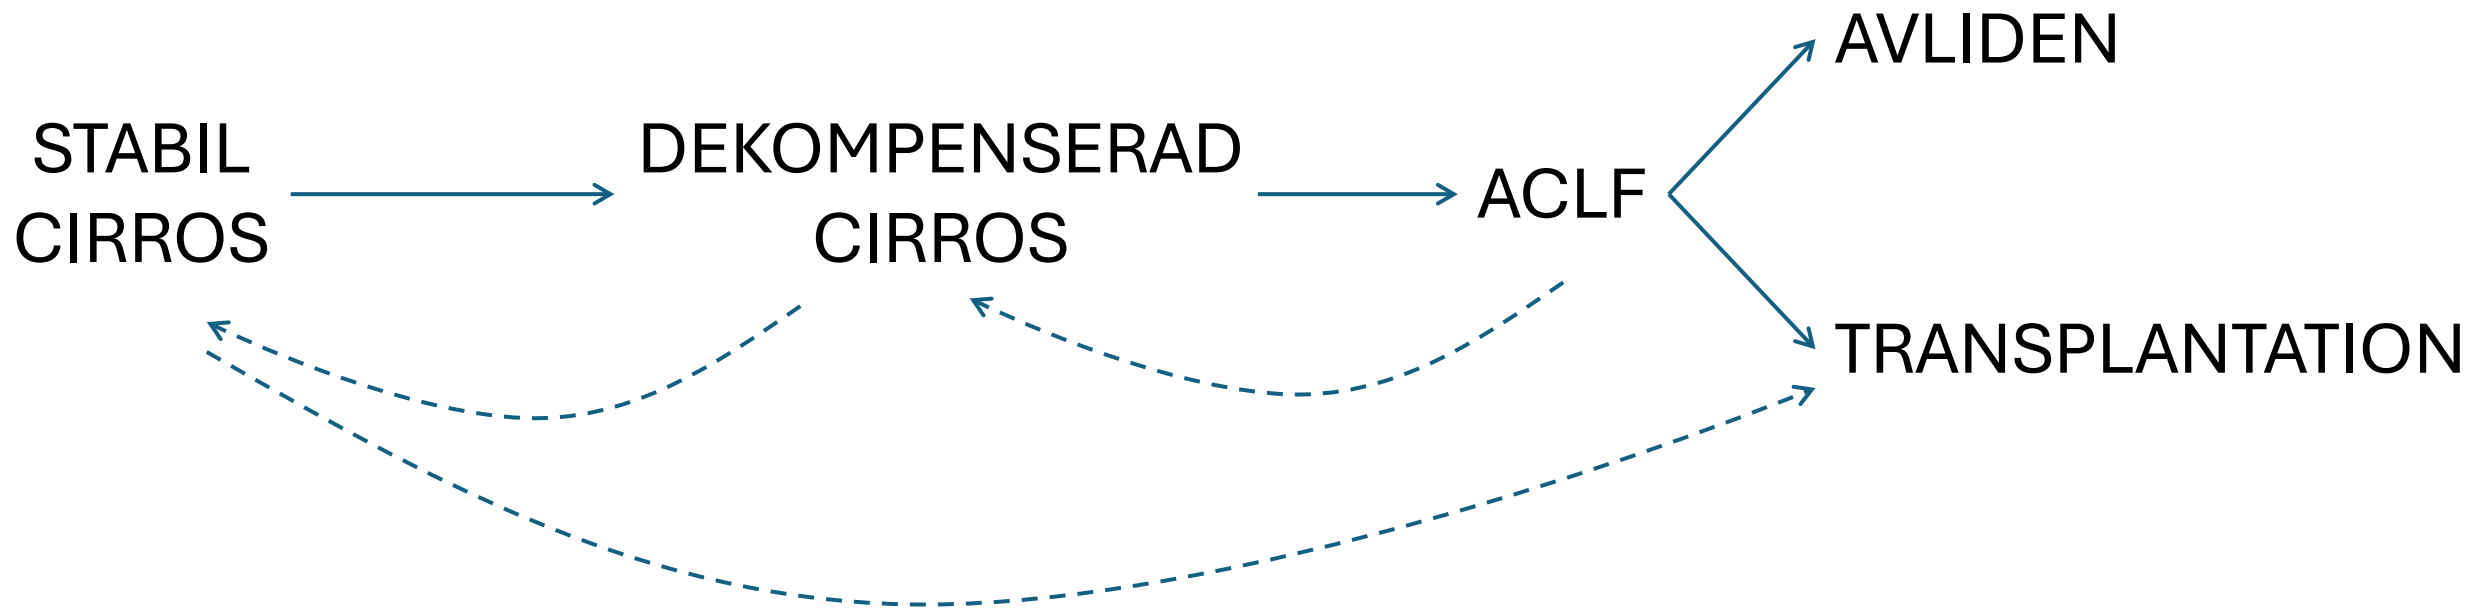 STABIL
CIRROS
DEKOMPENSERAD
CIRROS
ACLF
AVLIDEN
TRANSPLANTATION